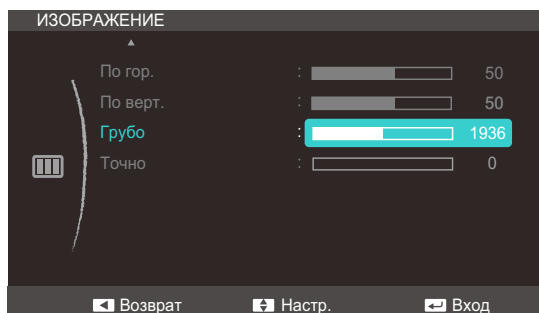 ИЗОБРАЖЕНИЕ
По гор. : 50
По верт. : 50
Грубо : 1936
Точно : 0
Возврат Настр. Вход